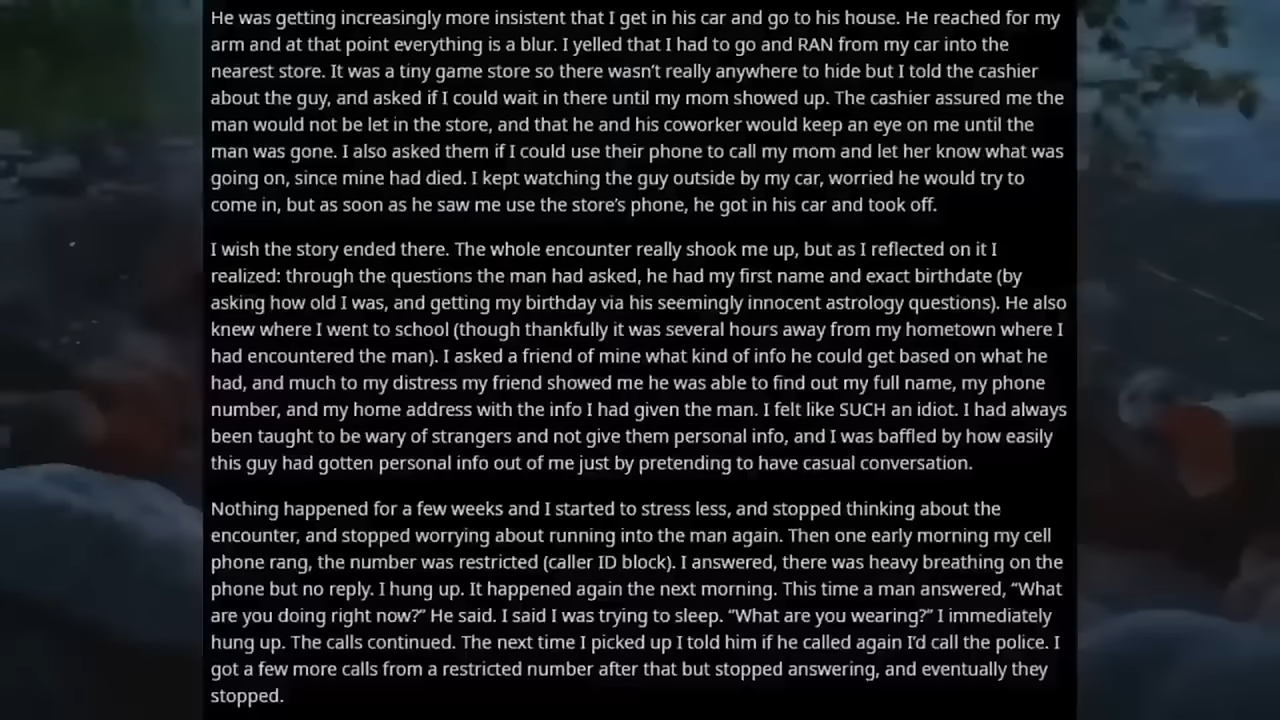 He was getting increasingly more insistent that I get in his car and go to his house. He reached for my
arm and at that point everything is a blur. I yelled that I had to go and RAN from my car into the
nearest store. It was a tiny game store so there wasn’t really anywhere to hide but I told the cashier
about the guy, and asked if I could wait in there until my mom showed up. The cashier assured me the
man would not be let in the store, and that he and his coworker would keep an eye on me until the
man was gone. I also asked them if I could use their phone to call my mom and let her know what was
going on, since mine had died. I kept watching the guy outside by my car, worried he would try to
come in, but as soon as he saw me use the store’s phone, he got in his car and took off.
I wish the story ended there. The whole encounter really shook me up, but as I reflected on it I
realized: through the questions the man had asked, he had my first name and exact birthdate (by
asking how old I was, and getting my birthday via his seemingly innocent astrology questions). He also
knew where I went to school (though thankfully it was several hours away from my hometown where I
had encountered the man). I asked a friend of mine what kind of info he could get based on what he
had, and much to my distress my friend showed me he was able to find out my full name, my phone
number, and my home address with the info I had given the man. I felt like SUCH an idiot. I had always
been taught to be wary of strangers and not give them personal info, and I was baffled by how easily
this guy had gotten personal info out of me just by pretending to have casual conversation.
Nothing happened for a few weeks and I started to stress less, and stopped thinking about the
encounter, and stopped worrying about running into the man again. Then one early morning my cell
phone rang, the number was restricted (caller ID block). I answered, there was heavy breathing on the
phone but no reply. I hung up. It happened again the next morning. This time a man answered, “What
are you doing right now?” He said. I said I was trying to sleep. “What are you wearing?” I immediately
hung up. The calls continued. The next time I picked up I told him if he called again I’d call the police. I
got a few more calls from a restricted number after that but stopped answering, and eventually they
stopped.